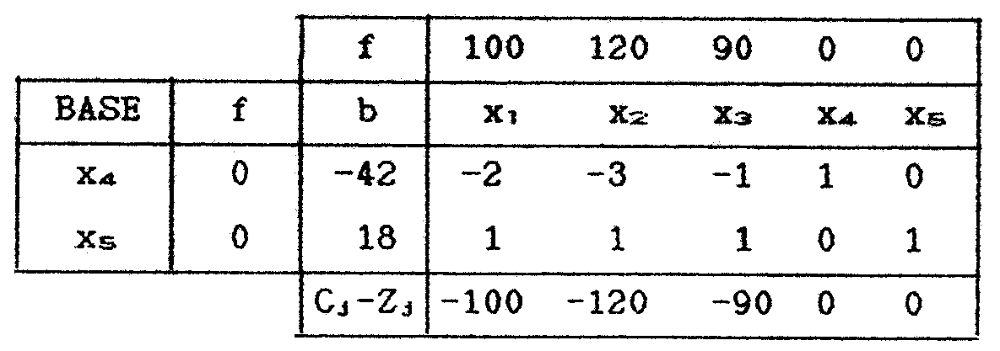 f 100 120 90 0 0
BASE f b x₁ x₂ x₃ x₄ x₅
x₄ 0 -42 -2 -3 -1 1 0
x₅ 0 18 1 1 1 0 1
Cⱼ-Zⱼ -100 -120 -90 0 0